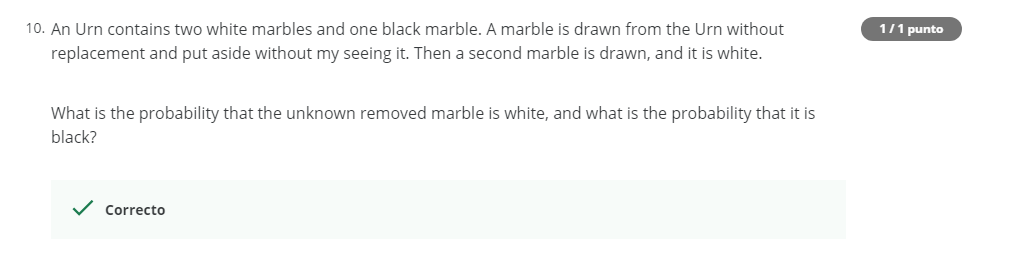 10. An Urn contains two white marbles and one black marble. A marble is drawn from the Urn without
1 / 1 punto
replacement and put aside without my seeing it. Then a second marble is drawn, and it is white.
What is the probability that the unknown removed marble is white, and what is the probability that it is
black?
Correcto